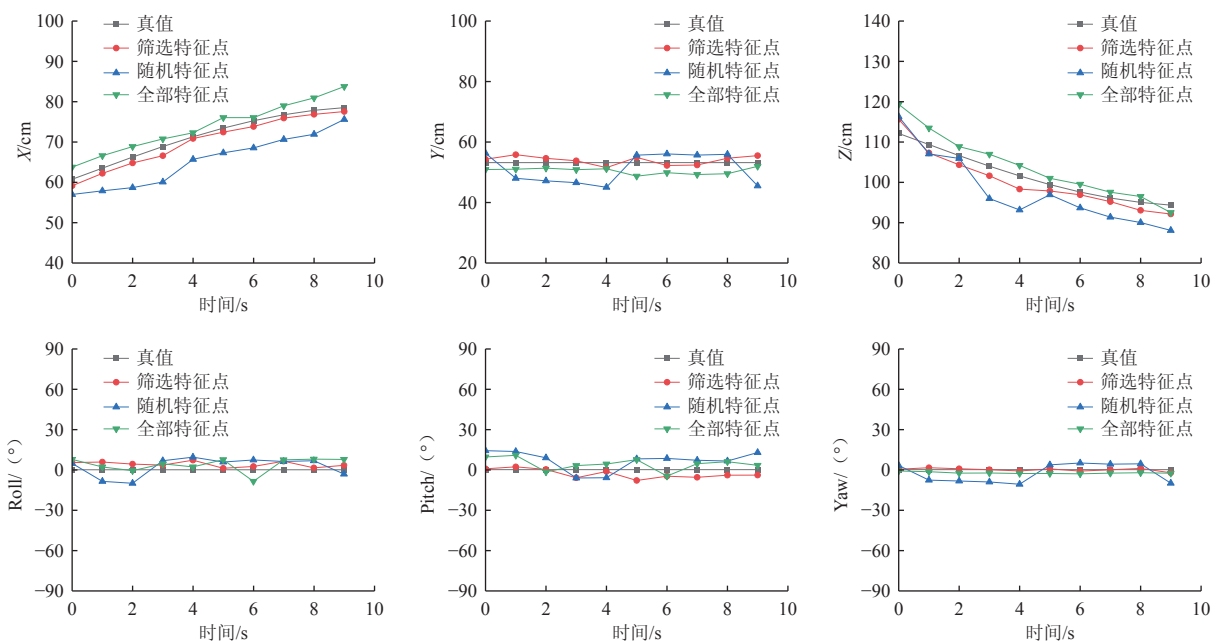 100
90
80
70
60
50
40
X/cm
0
2
4
6
8
10
时间/s
真值
筛选特征点
随机特征点
全部特征点
100
80
60
40
20
Y/cm
0
2
4
6
8
10
时间/s
真值
筛选特征点
随机特征点
全部特征点
140
130
120
110
100
90
80
Z/cm
0
2
4
6
8
10
时间/s
真值
筛选特征点
随机特征点
全部特征点
90
60
30
0
−30
−60
−90
Roll/（°）
0
2
4
6
8
10
时间/s
真值
筛选特征点
随机特征点
全部特征点
90
60
30
0
−30
−60
−90
Pitch/（°）
0
2
4
6
8
10
时间/s
真值
筛选特征点
随机特征点
全部特征点
90
60
30
0
−30
−60
−90
Yaw/（°）
0
2
4
6
8
10
时间/s
真值
筛选特征点
随机特征点
全部特征点